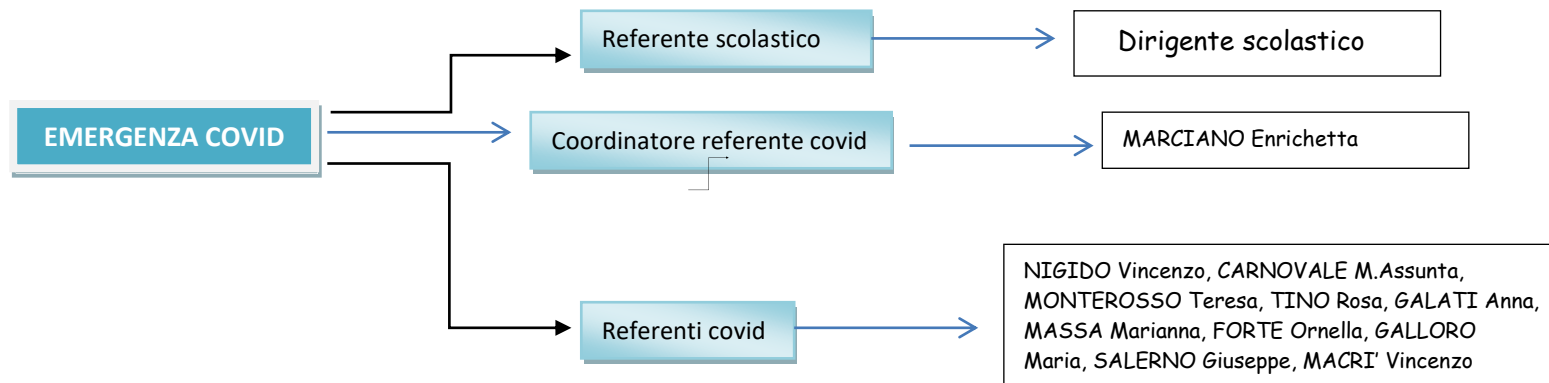 Referente scolastico
Dirigente scolastico
EMERGENZA COVID
Coordinatore referente covid
MARCIANO Enrichetta
Referenti covid
NIGIDO Vincenzo, CARNOVALE M.Assunta,
MONTEROSSO Teresa, TINO Rosa, GALATI Anna,
MASSA Marianna, FORTE Ornella, GALLORO
Maria, SALERNO Giuseppe, MACRI’ Vincenzo